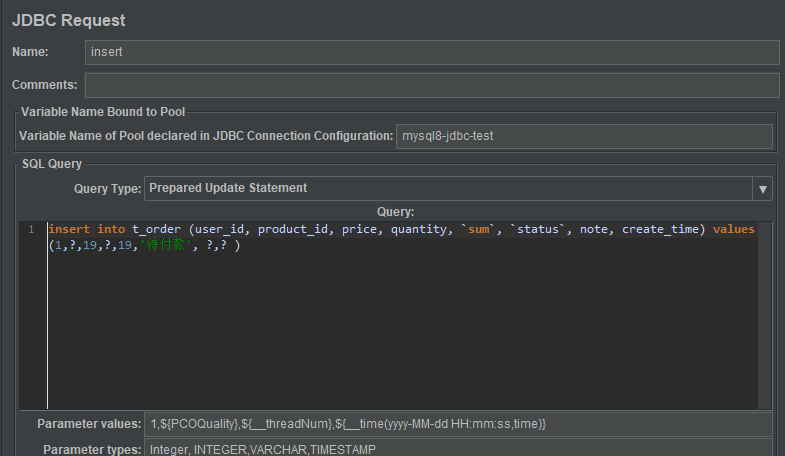 JDBC Request
Name: insert
Comments:
Variable Name Bound to Pool
Variable Name of Pool declared in JDBC Connection Configuration: mysql8-jdbc-test
SQL Query
Query Type: Prepared Update Statement
Query:
1 insert into t_order (user_id, product_id, price, quantity, `sum`, `status`, note, create_time) values
(1,?,19,?,19,'待付款', ?,? )
Parameter values: 1,${PCOQuality},${__threadNum},${__time(yyyy-MM-dd HH:mm:ss,time)}
Parameter types: Integer, INTEGER,VARCHAR,TIMESTAMP